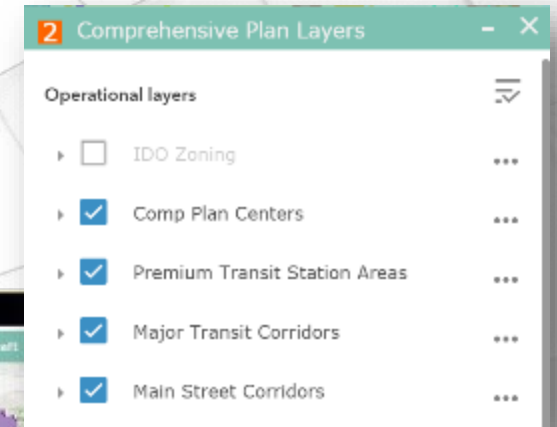 2 Comprehensive Plan Layers
Operational layers
IDO Zoning
Comp Plan Centers
Premium Transit Station Areas
Major Transit Corridors
Main Street Corridors